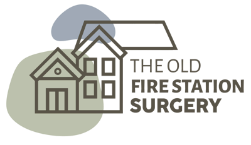 THE OLD
FIRE STATION
SURGERY